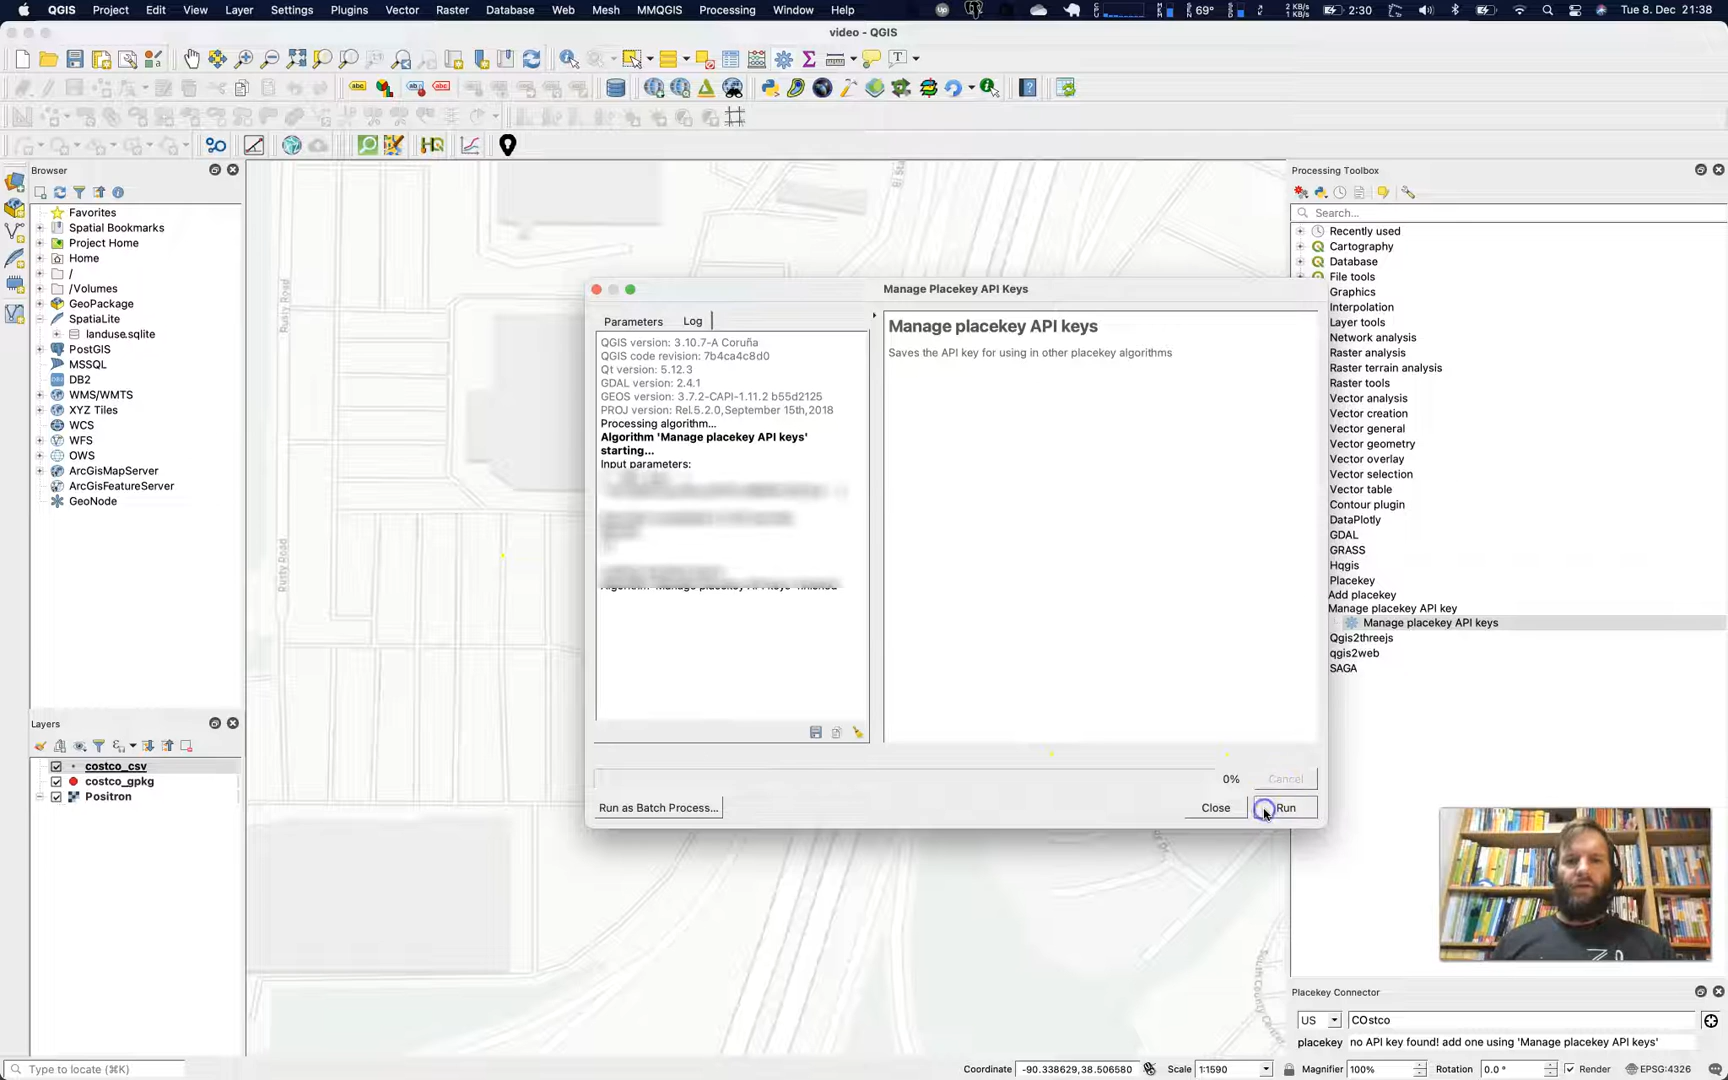 QGIS Project Edit View Layer Settings Plugins Vector Raster Database Web Mesh MMQGIS Processing Window Help
69° 2 KB/s 1 KB/s 2:30 Tue 8. Dec 21:38
video - QGIS
Browser
Favorites
Spatial Bookmarks
Project Home
Home
/
/Volumes
GeoPackage
SpatiaLite
landuse.sqlite
PostGIS
MSSQL
DB2
WMS/WMTS
XYZ Tiles
WCS
WFS
OWS
ArcGisMapServer
ArcGisFeatureServer
GeoNode
Layers
costco_csv
costco_gpkg
Positron
Type to locate (⌘K)
Rusty Road
Rusty Road
Manage Placekey API Keys
Parameters Log
QGIS version: 3.10.7-A Coruña
QGIS code revision: 7b4ca4c8d0
Qt version: 5.12.3
GDAL version: 2.4.1
GEOS version: 3.7.2-CAPI-1.11.2 b55d2125
PROJ version: Rel.5.2.0,September 15th,2018
Processing algorithm...
Algorithm 'Manage placekey API keys'
starting...
Input parameters:
Manage placekey API keys
Saves the API key for using in other placekey algorithms
0% Cancel
Run as Batch Process... Close Run
Processing Toolbox
Search...
Recently used
Cartography
Database
File tools
Graphics
Interpolation
Layer tools
Network analysis
Raster analysis
Raster terrain analysis
Raster tools
Vector analysis
Vector creation
Vector general
Vector geometry
Vector overlay
Vector selection
Vector table
Contour plugin
DataPlotly
GDAL
GRASS
Hqgis
Placekey
Add placekey
Manage placekey API key
Manage placekey API keys
Qgis2threejs
qgis2web
SAGA
Placekey Connector
US COstco
placekey no API key found! add one using 'Manage placekey API keys'
Coordinate -90.338629,38.506580 Scale 1:1590 Magnifier 100% Rotation 0.0 ° Render EPSG:4326